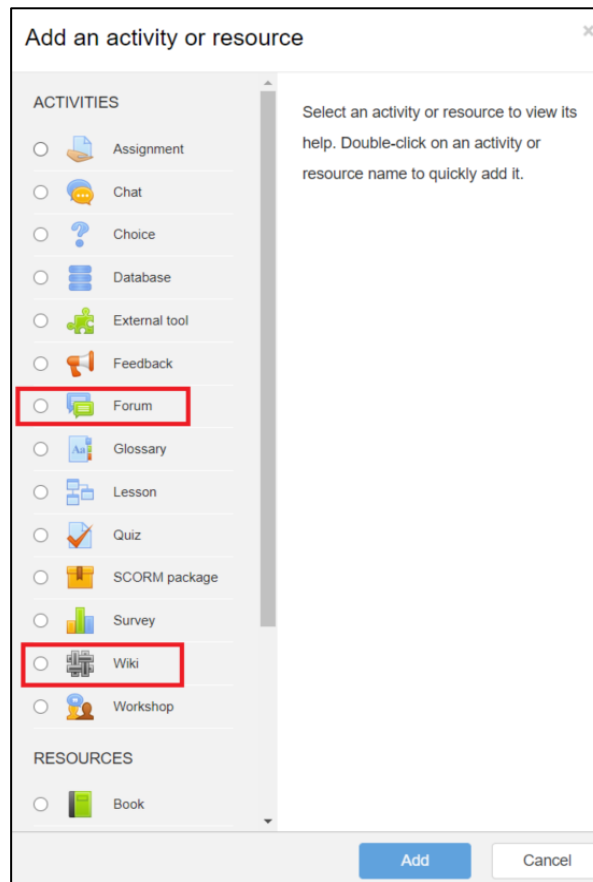 Add an activity or resource
×
ACTIVITIES
Assignment
Chat
Choice
Database
External tool
Feedback
Forum
Glossary
Lesson
Quiz
SCORM package
Survey
Wiki
Workshop
RESOURCES
Book
Select an activity or resource to view its
help. Double-click on an activity or
resource name to quickly add it.
Add
Cancel